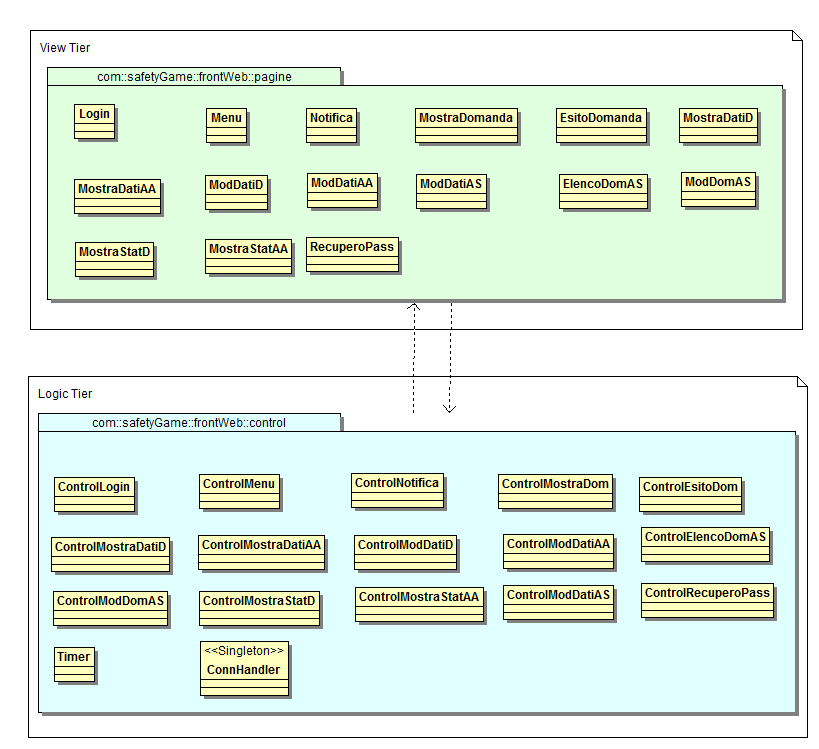 View Tier
com::safetyGame::frontWeb::pagine
Login
Menu
Notifica
MostraDomanda
EsitoDomanda
MostraDatiD
MostraDatiAA
ModDatiD
ModDatiAA
ModDatiAS
ElencoDomAS
ModDomAS
MostraStatD
MostraStatAA
RecuperoPass
Logic Tier
com::safetyGame::frontWeb::control
ControlLogin
ControlMenu
ControlNotifica
ControlMostraDom
ControlEsitoDom
ControlMostraDatiD
ControlMostraDatiAA
ControlModDatiD
ControlModDatiAA
ControlElencoDomAS
ControlModDomAS
ControlMostraStatD
ControlMostraStatAA
ControlModDatiAS
ControlRecuperoPass
Timer
<<Singleton>>
ConnHandler